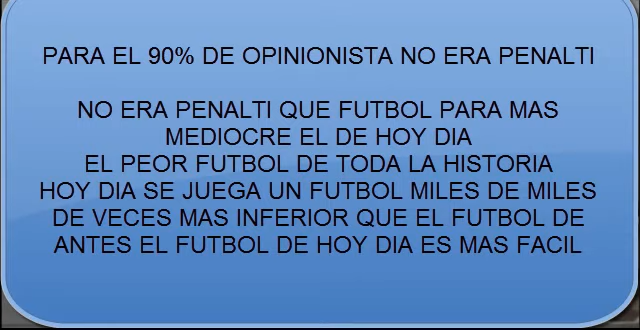 PARA EL 90% DE OPINIONISTA NO ERA PENALTI
NO ERA PENALTI QUE FUTBOL PARA MAS
MEDIOCRE EL DE HOY DIA
EL PEOR FUTBOL DE TODA LA HISTORIA
HOY DIA SE JUEGA UN FUTBOL MILES DE MILES
DE VECES MAS INFERIOR QUE EL FUTBOL DE
ANTES EL FUTBOL DE HOY DIA ES MAS FACIL